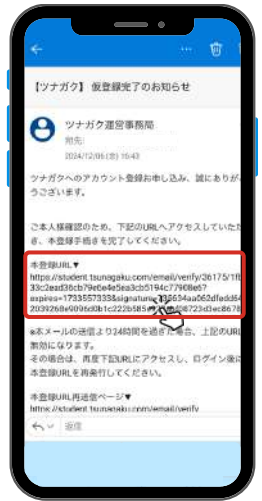 【ツナガク】仮登録完了のお知らせ
ツナガク運営事務局
宛先:
2024/12/06(金) 16:43
ツナガクへのアカウント登録お申し込み、誠にありが
うございます。
ご本人様確認のため、下記のURLへアクセスしていた
き、本登録手続きを完了してください。
本登録URL▼
https://student.tsunagaku.com/email/verify/26175/1f
expires=1733557333&signature=
※本メールの送信より24時間を過ぎた場合、上記のURL
無効になります。
その場合は、再度下記URLにアクセスし、ログイン後に
本登録URLを再発行してください。
本登録URL再送信ページ▼
https://student.tsunagaku.com/email/verify
返信